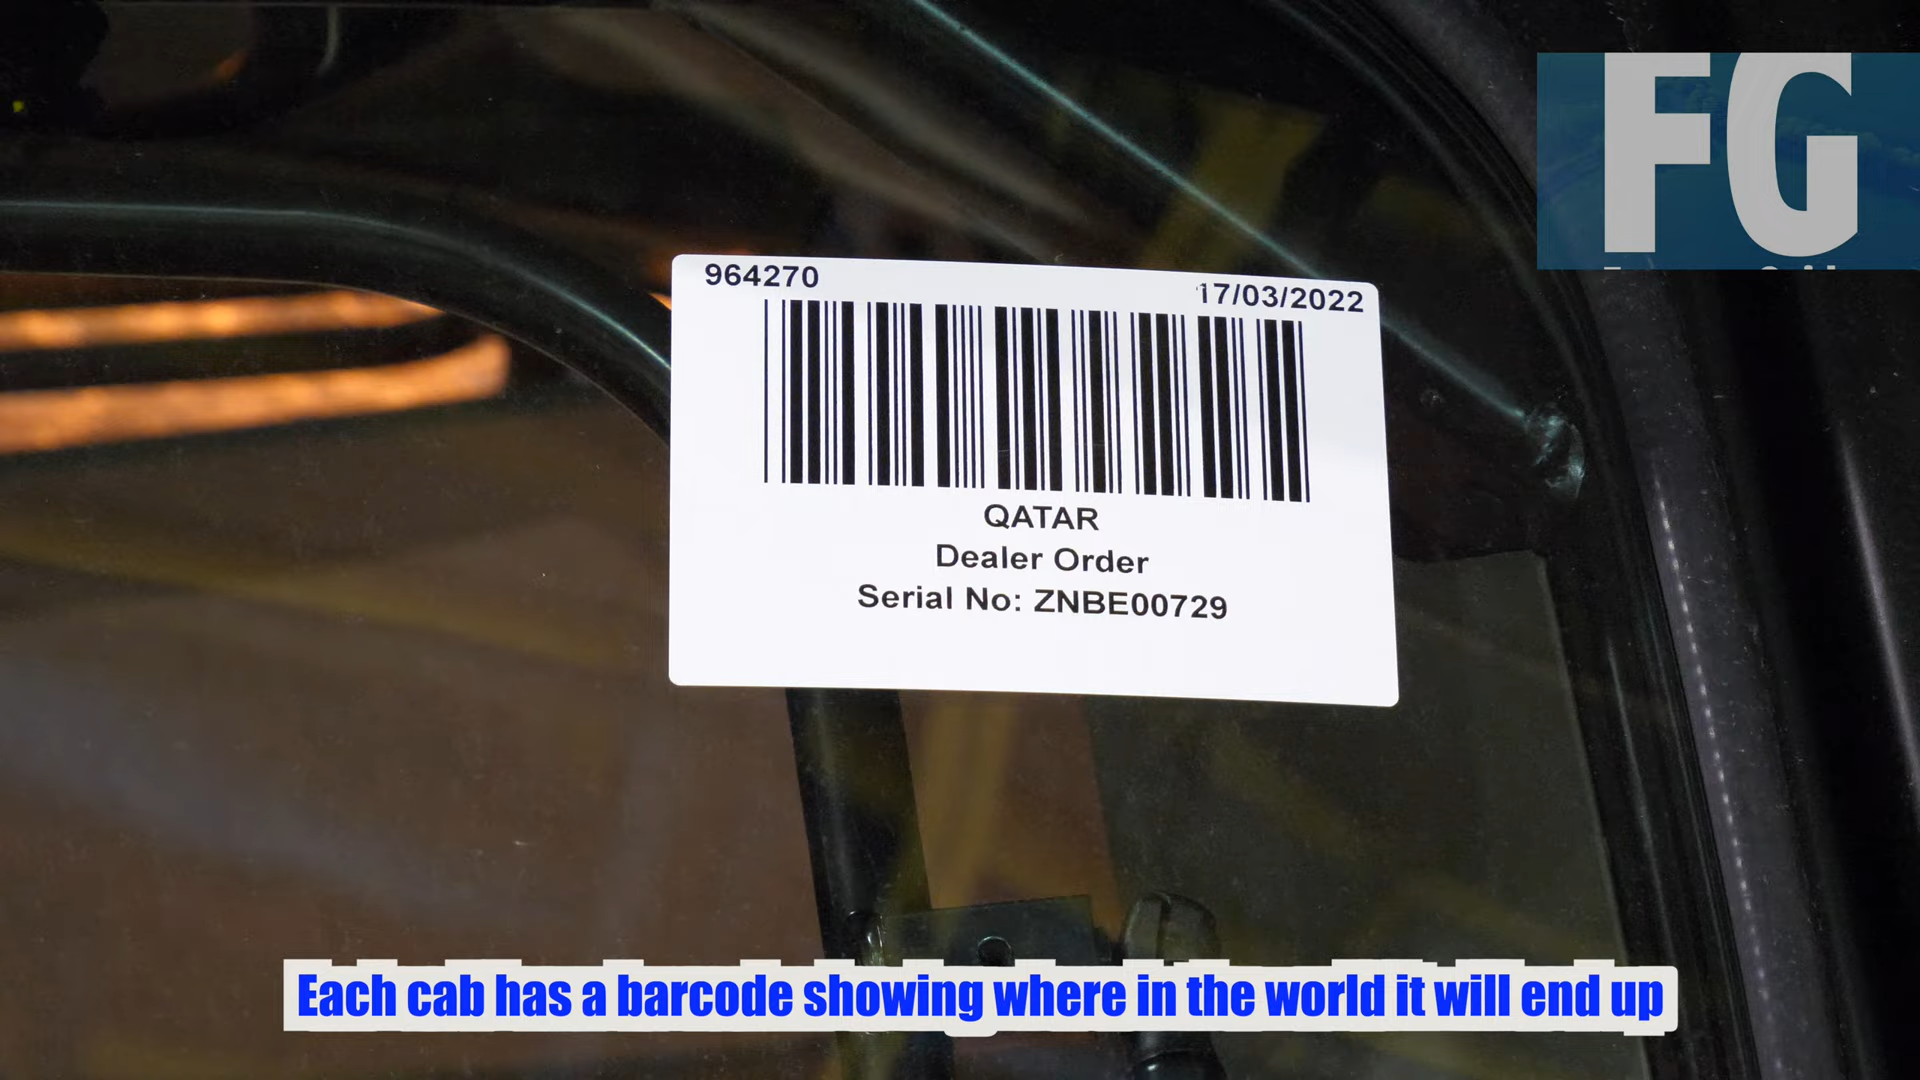 FG
964270
17/03/2022
QATAR
Dealer Order
Serial No: ZNBE00729
Each cab has a barcode showing where in the world it will end up